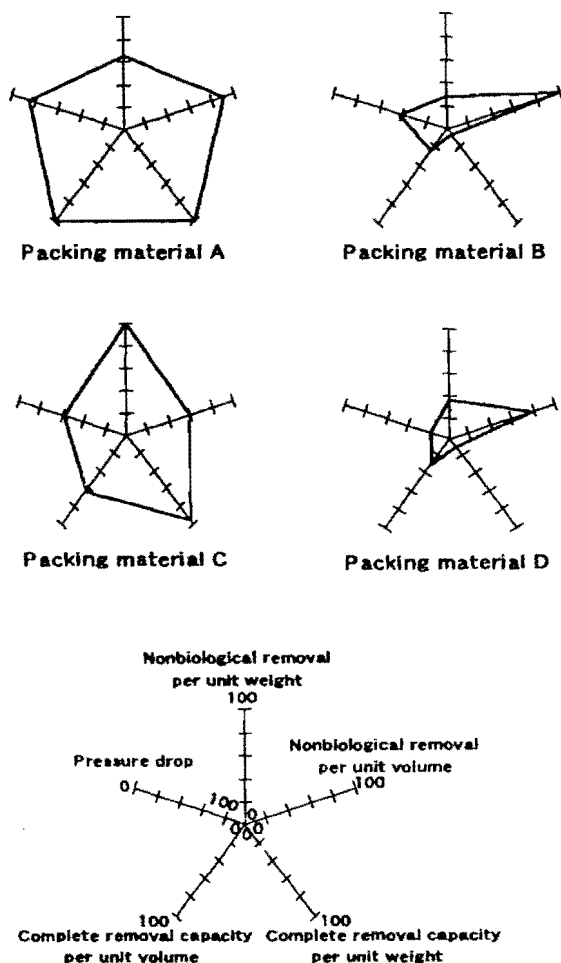 Packing material A
Packing material B
Packing material C
Packing material D
Nonbiological removal
per unit weight
100
Pressure drop
Nonbiological removal
per unit volume
0
100
100
0
0
0
0
100
100
Complete removal capacity
per unit volume
Complete removal capacity
per unit weight